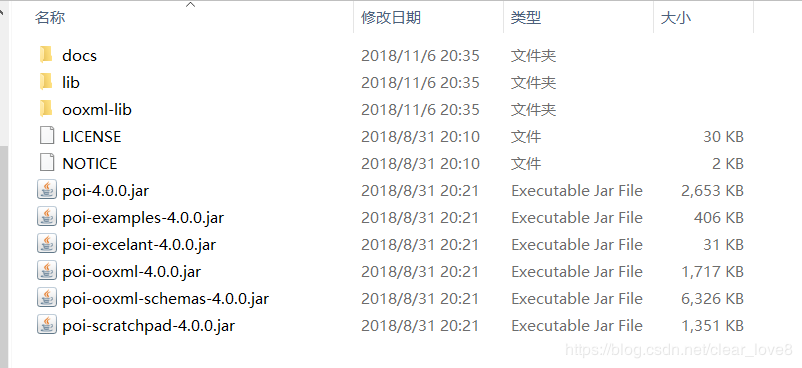 名称 修改日期 类型 大小
docs 2018/11/6 20:35 文件夹
lib 2018/11/6 20:35 文件夹
ooxml-lib 2018/11/6 20:35 文件夹
LICENSE 2018/8/31 20:10 文件 30 KB
NOTICE 2018/8/31 20:10 文件 2 KB
poi-4.0.0.jar 2018/8/31 20:21 Executable Jar File 2,653 KB
poi-examples-4.0.0.jar 2018/8/31 20:21 Executable Jar File 406 KB
poi-excelant-4.0.0.jar 2018/8/31 20:21 Executable Jar File 31 KB
poi-ooxml-4.0.0.jar 2018/8/31 20:21 Executable Jar File 1,717 KB
poi-ooxml-schemas-4.0.0.jar 2018/8/31 20:21 Executable Jar File 6,326 KB
poi-scratchpad-4.0.0.jar 2018/8/31 20:21 Executable Jar File 1,351 KB
https://blog.csdn.net/clear_love8